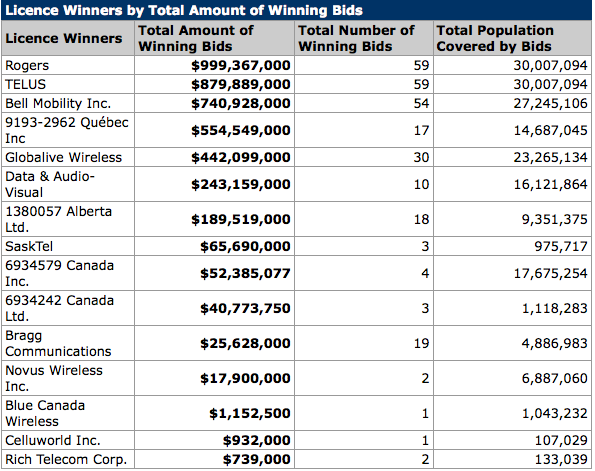 Licence Winners by Total Amount of Winning Bids
Licence Winners Total Amount of Winning Bids Total Number of Winning Bids Total Population Covered by Bids
Rogers $999,367,000 59 30,007,094
TELUS $879,889,000 59 30,007,094
Bell Mobility Inc. $740,928,000 54 27,245,106
9193-2962 Québec Inc $554,549,000 17 14,687,045
Globalive Wireless $442,099,000 30 23,265,134
Data & Audio-Visual $243,159,000 10 16,121,864
1380057 Alberta Ltd. $189,519,000 18 9,351,375
SaskTel $65,690,000 3 975,717
6934579 Canada Inc. $52,385,077 4 17,675,254
6934242 Canada Ltd. $40,773,750 3 1,118,283
Bragg Communications $25,628,000 19 4,886,983
Novus Wireless Inc. $17,900,000 2 6,887,060
Blue Canada Wireless $1,152,500 1 1,043,232
Celluworld Inc. $932,000 1 107,029
Rich Telecom Corp. $739,000 2 133,039